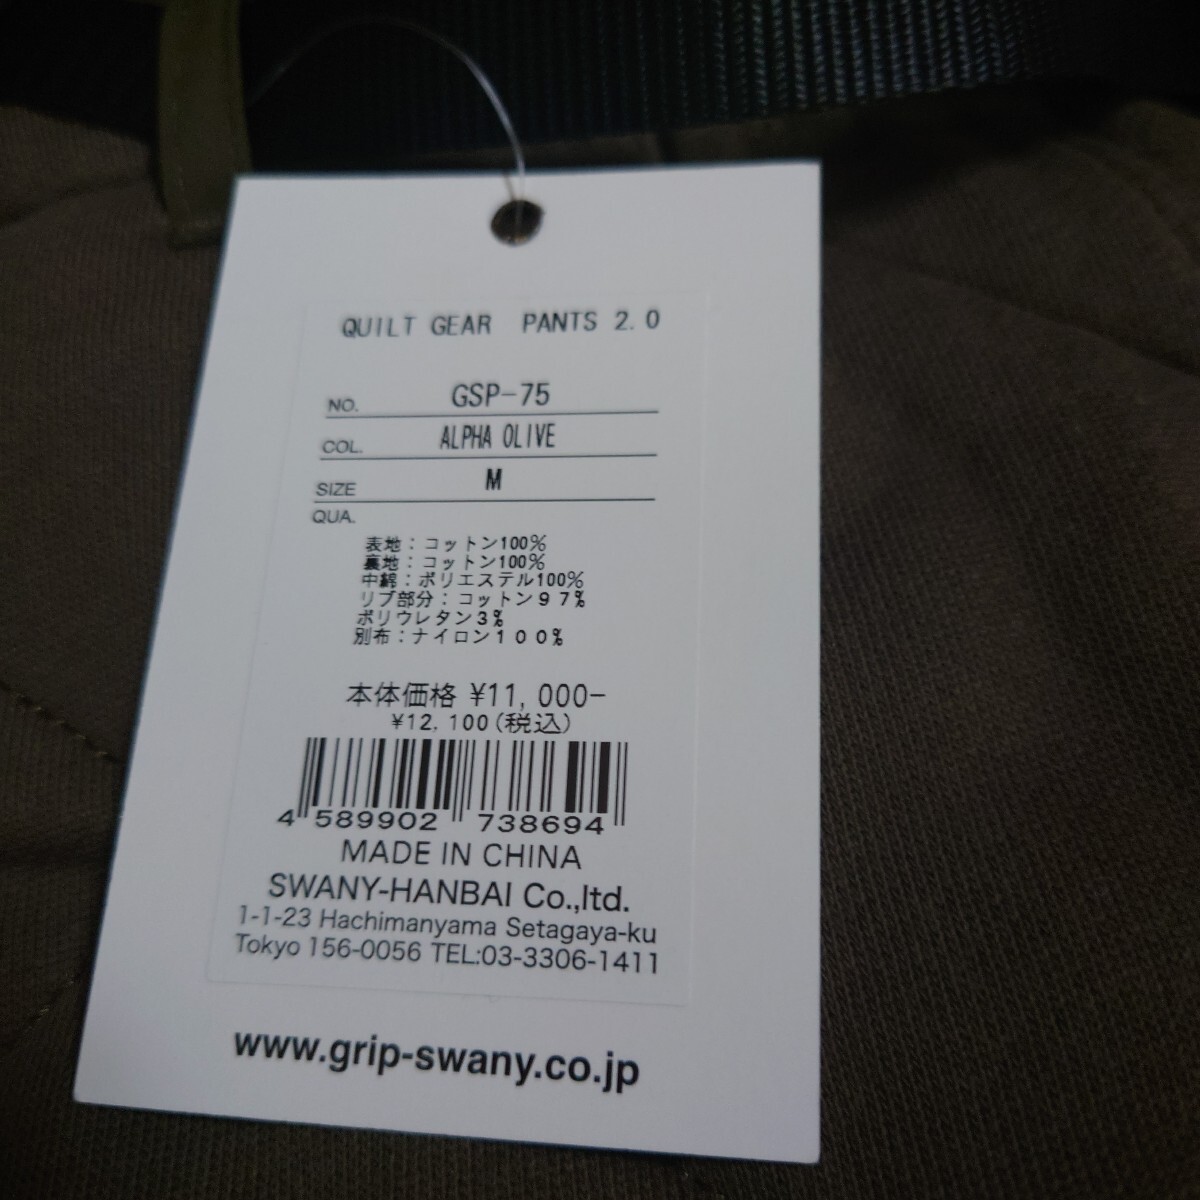 QUILT GEAR PANTS 2.0
NO. GSP-75
COL. ALPHA OLIVE
SIZE M
QUA.
表地：コットン100%
裏地：コットン100%
中綿：ポリエステル100%
リブ部分：コットン９７%
ポリウレタン3%
別布：ナイロン１００%
本体価格 ¥11,000-
¥12,100(税込)
4 589902 738694
MADE IN CHINA
SWANY-HANBAI Co.,ltd.
1-1-23 Hachimanyama Setagaya-ku
Tokyo 156-0056 TEL:03-3306-1411
www.grip-swany.co.jp